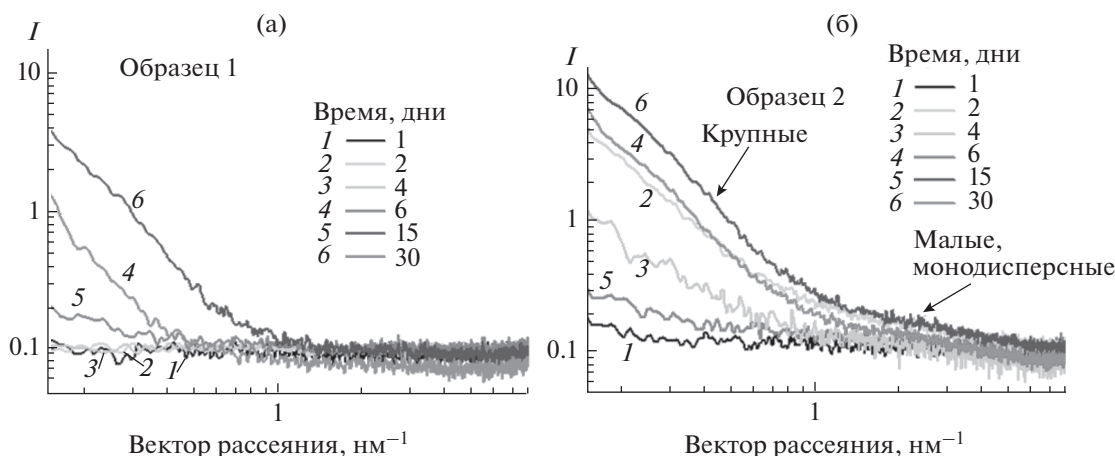 (а)
I
Образец 1
10
Время, дни
1 1
2 2
3 4
4 6
5 15
6 30
1
6
4
5
0.1
3 2 1
1
Вектор рассеяния, нм−1
(б)
I
Время, дни
1 1
2 2
3 4
4 6
5 15
6 30
10
Образец 2
6
Крупные
4
2
1
Малые,
монодисперсные
3
5
0.1
1
1
Вектор рассеяния, нм−1